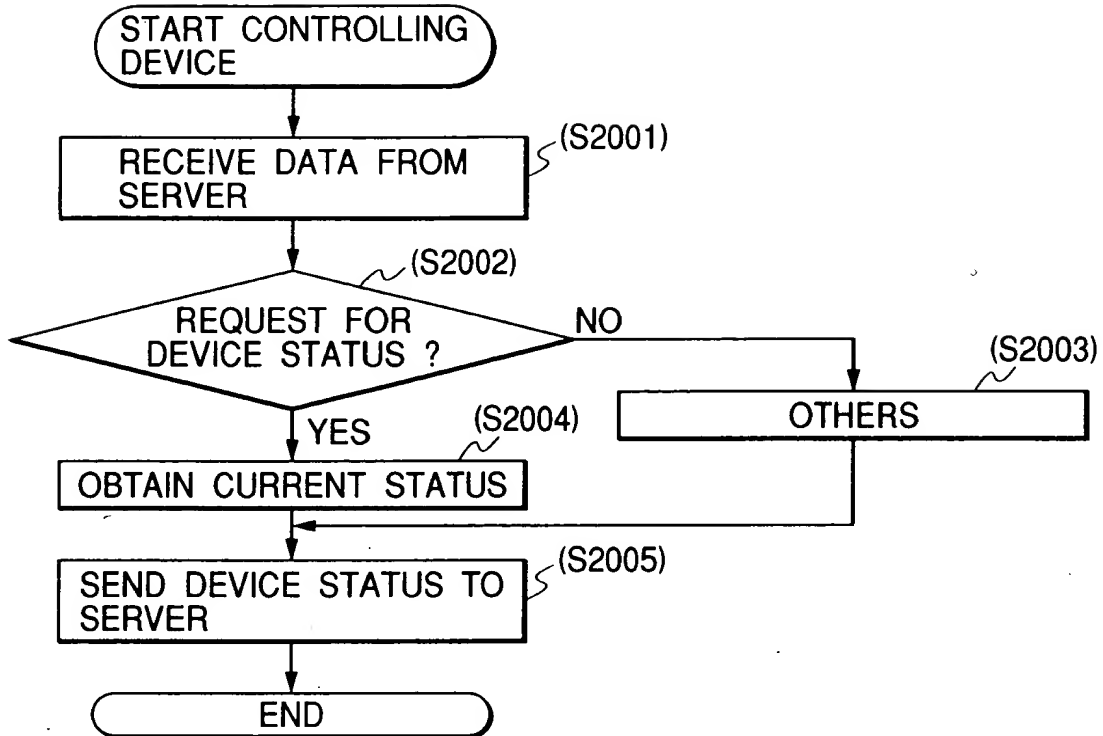 START CONTROLLING
DEVICE
(S2001)
RECEIVE DATA FROM
SERVER
(S2002)
REQUEST FOR
DEVICE STATUS ?
NO
(S2003)
OTHERS
YES
(S2004)
OBTAIN CURRENT STATUS
(S2005)
SEND DEVICE STATUS TO
SERVER
END